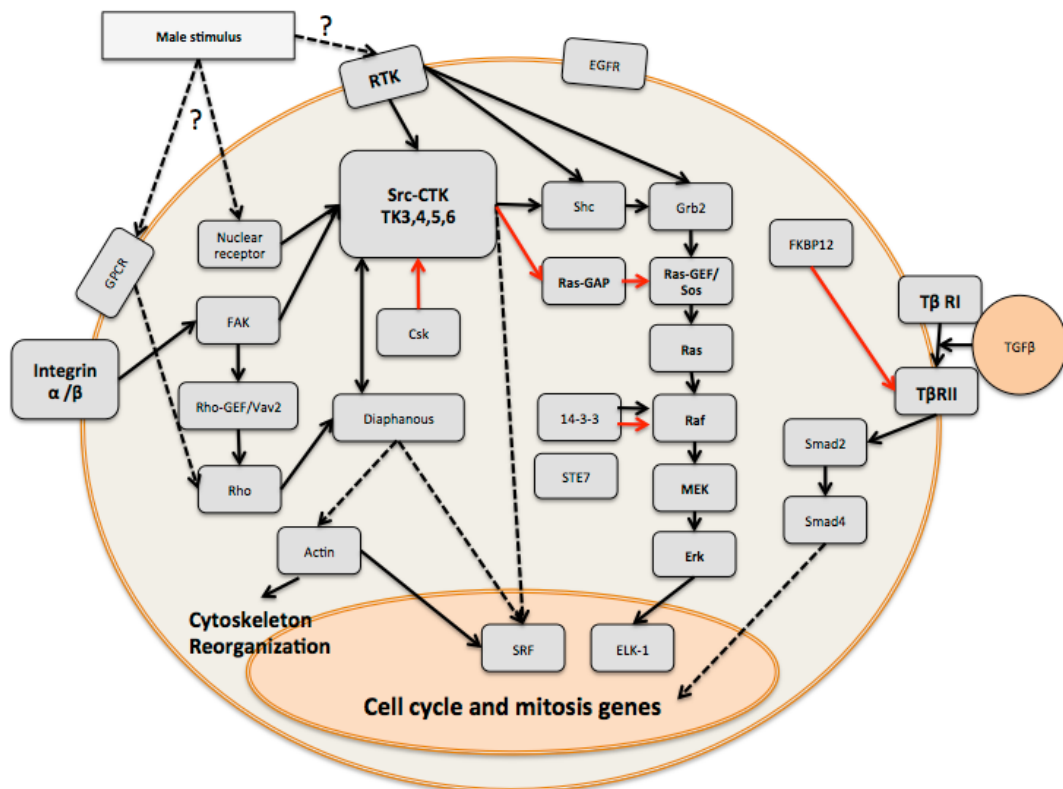 Male stimulus
?
?
RTK
EGFR
Src-CTK
TK3,4,5,6
Shc
Grb2
Nuclear
receptor
GPCR
FKBP12
Ras-GAP
Ras-GEF/
Sos
Tβ RI
TGFβ
FAK
Csk
Ras
Integrin
α /β
TβRII
Rho-GEF/Vav2
Diaphanous
14-3-3
Raf
Smad2
STE7
Rho
MEK
Smad4
Actin
Erk
Cytoskeleton
Reorganization
SRF
ELK-1
Cell cycle and mitosis genes